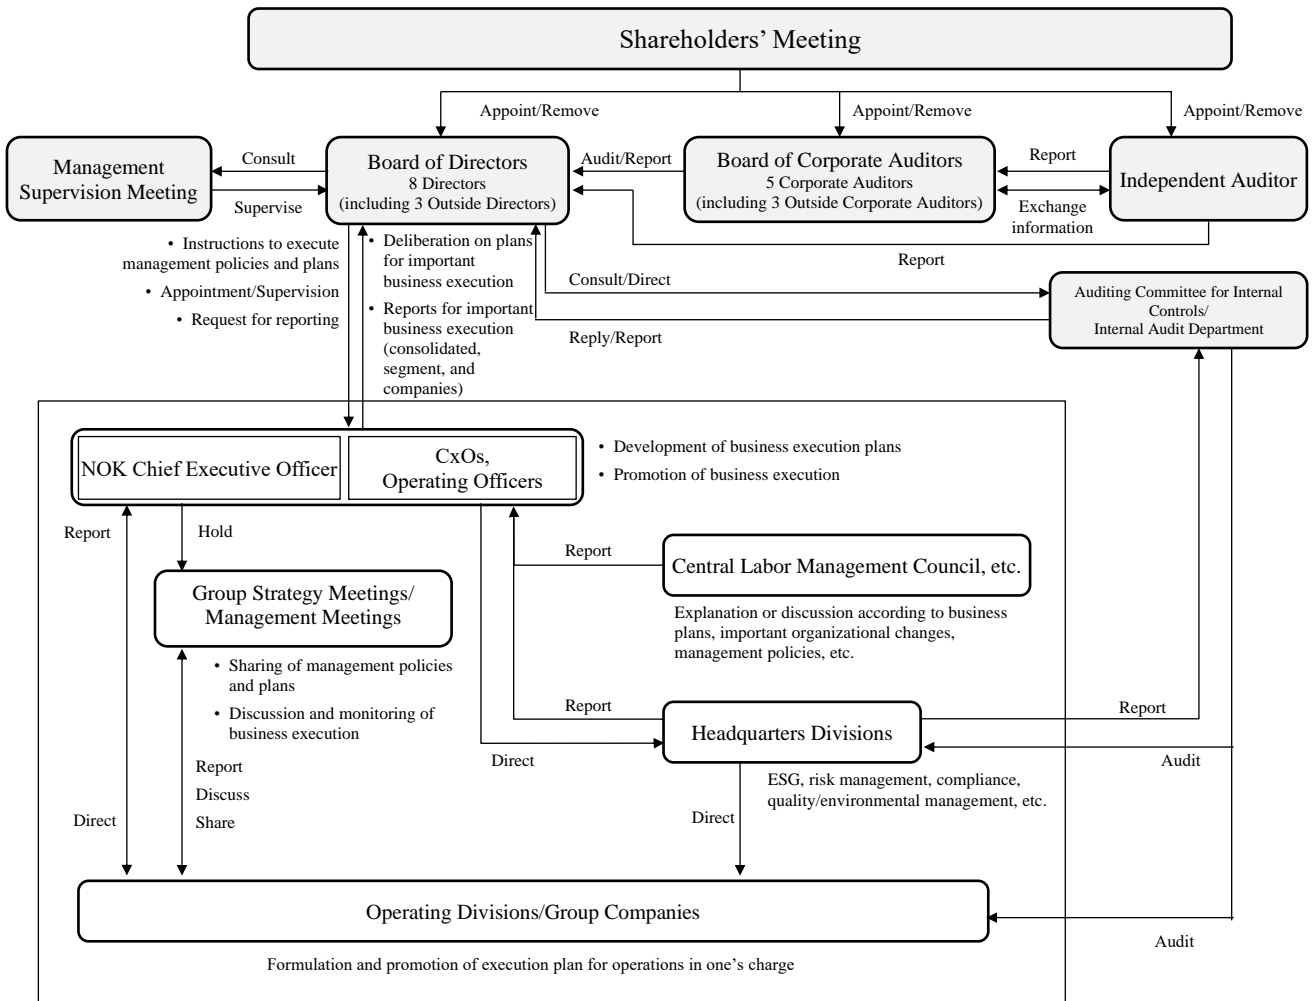 Shareholders’ Meeting
Appoint/Remove
Appoint/Remove
Appoint/Remove
Management
Supervision Meeting
Consult
Supervise
Board of Directors
8 Directors
(including 3 Outside Directors)
Audit/Report
Board of Corporate Auditors
5 Corporate Auditors
(including 3 Outside Corporate Auditors)
Report
Exchange
information
Independent Auditor
Report
• Instructions to execute
management policies and plans
• Appointment/Supervision
• Request for reporting
• Deliberation on plans
for important
business execution
• Reports for important
business execution
(consolidated,
segment, and
companies)
Consult/Direct
Reply/Report
Auditing Committee for Internal
Controls/
Internal Audit Department
NOK Chief Executive Officer
CxOs,
Operating Officers
• Development of business execution plans
• Promotion of business execution
Report
Hold
Report
Central Labor Management Council, etc.
Explanation or discussion according to business
plans, important organizational changes,
management policies, etc.
Group Strategy Meetings/
Management Meetings
• Sharing of management policies
and plans
• Discussion and monitoring of
business execution
Report
Headquarters Divisions
Report
Direct
Audit
ESG, risk management, compliance,
quality/environmental management, etc.
Report
Discuss
Share
Direct
Direct
Operating Divisions/Group Companies
Audit
Formulation and promotion of execution plan for operations in one’s charge